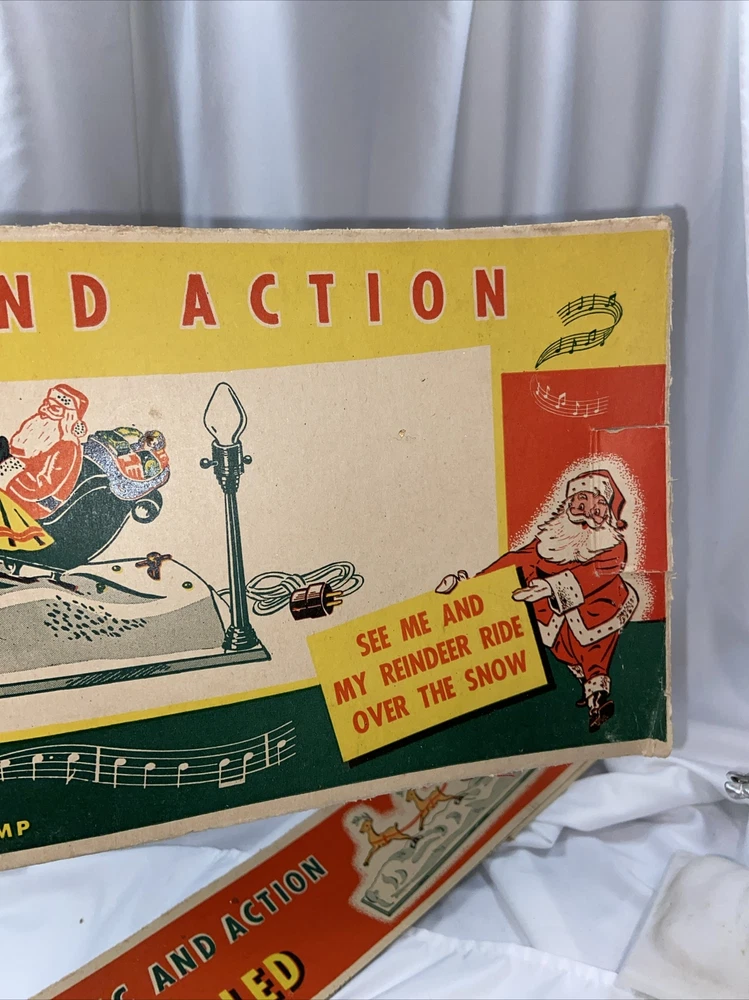 ND ACTION
SEE ME AND
MY REINDEER RIDE
OVER THE SNOW
MP
G AND ACTION
LED